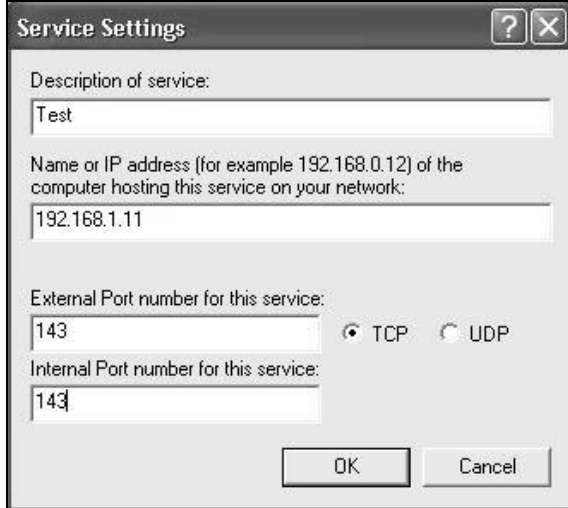 Service Settings
?
Description of service:
Test
Name or IP address (for example 192.168.0.12) of the
computer hosting this service on your network:
192.168.1.11
External Port number for this service:
143 TCP UDP
Internal Port number for this service:
143
OK Cancel